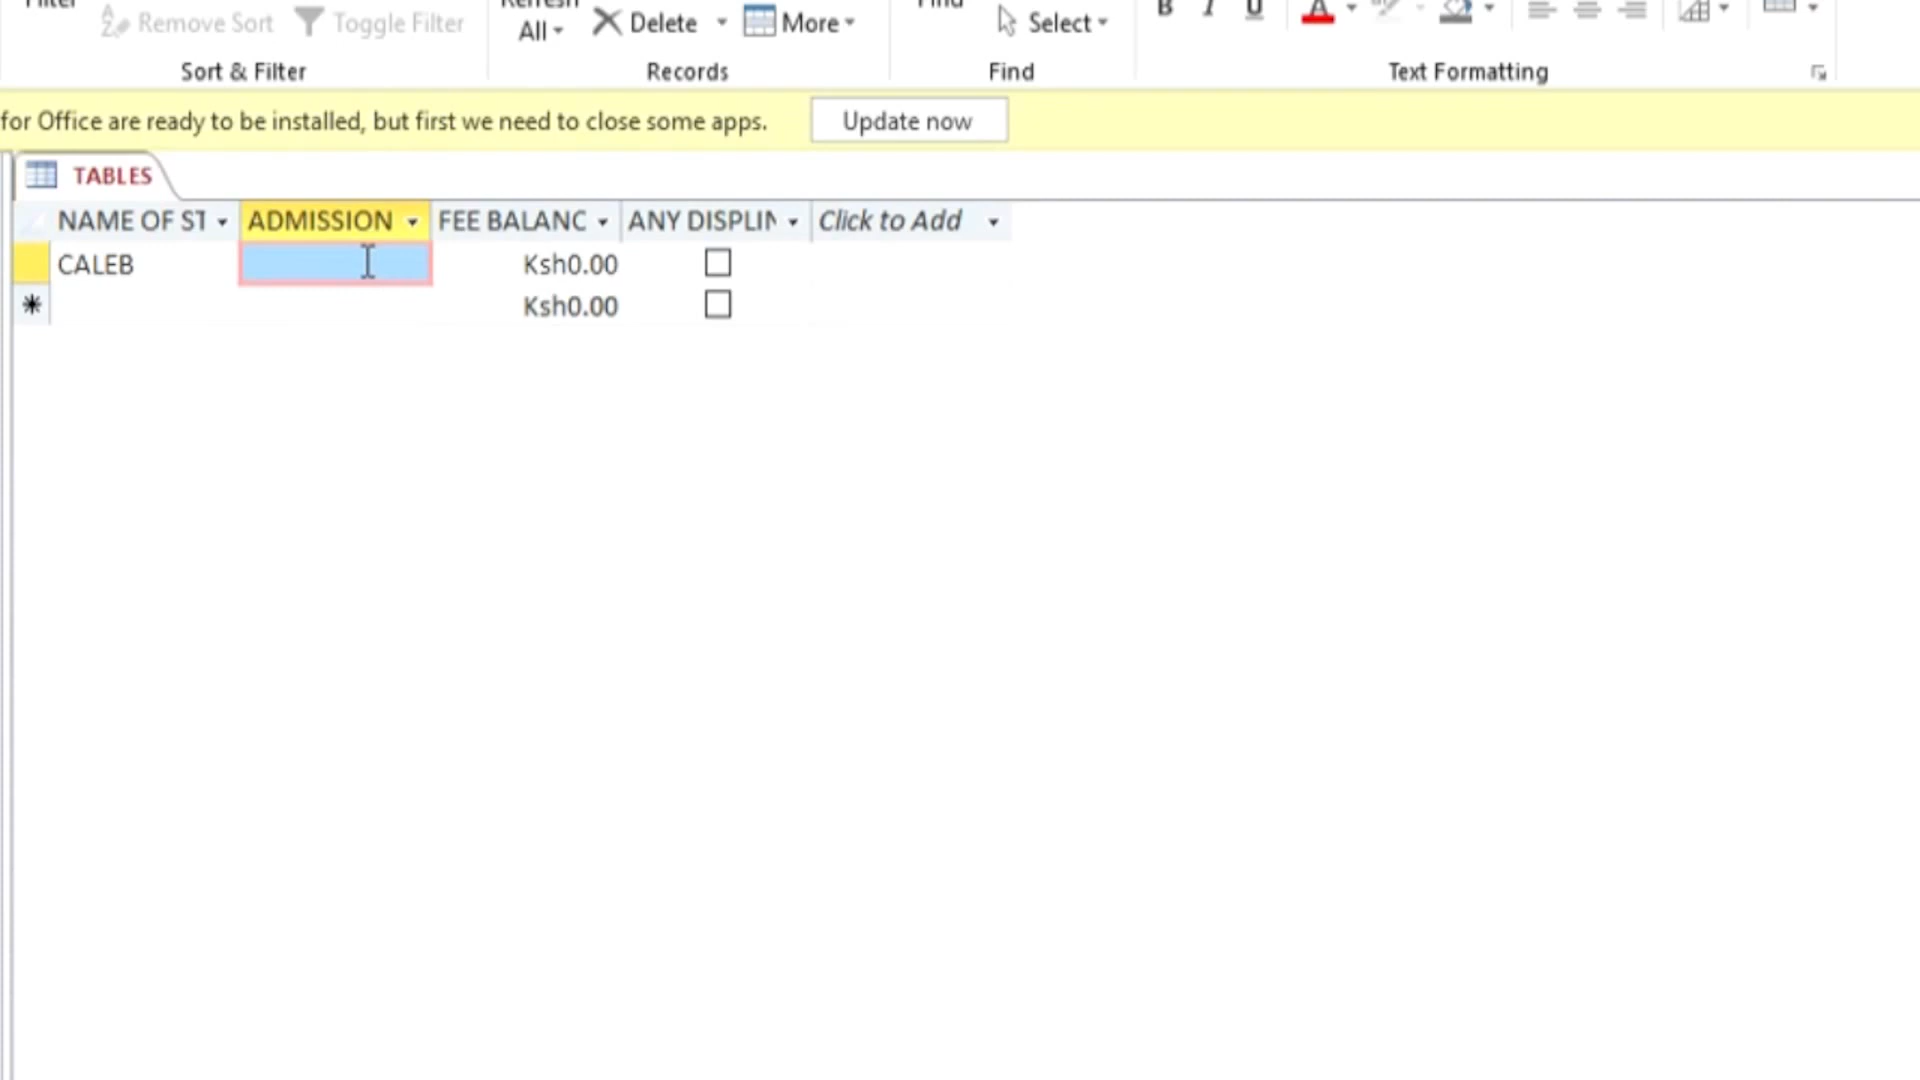 Remove Sort Toggle Filter All Delete More Select B I U A
Sort & Filter Records Find Text Formatting
for Office are ready to be installed, but first we need to close some apps. Update now
TABLES
NAME OF ST ADMISSION FEE BALANC ANY DISPLIN Click to Add
CALEB Ksh0.00
Ksh0.00